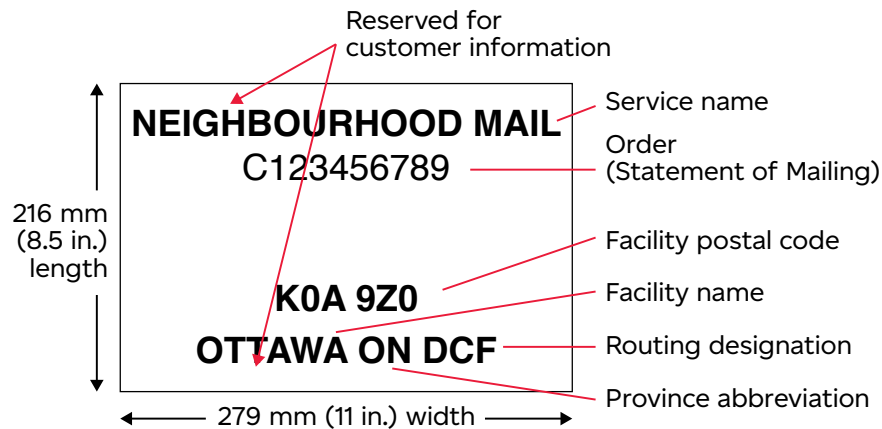 Reserved for
customer information
NEIGHBOURHOOD MAIL
C123456789
K0A 9Z0
OTTAWA ON DCF
Service name
Order
(Statement of Mailing)
Facility postal code
Facility name
Routing designation
Province abbreviation
216 mm
(8.5 in.)
length
279 mm (11 in.) width